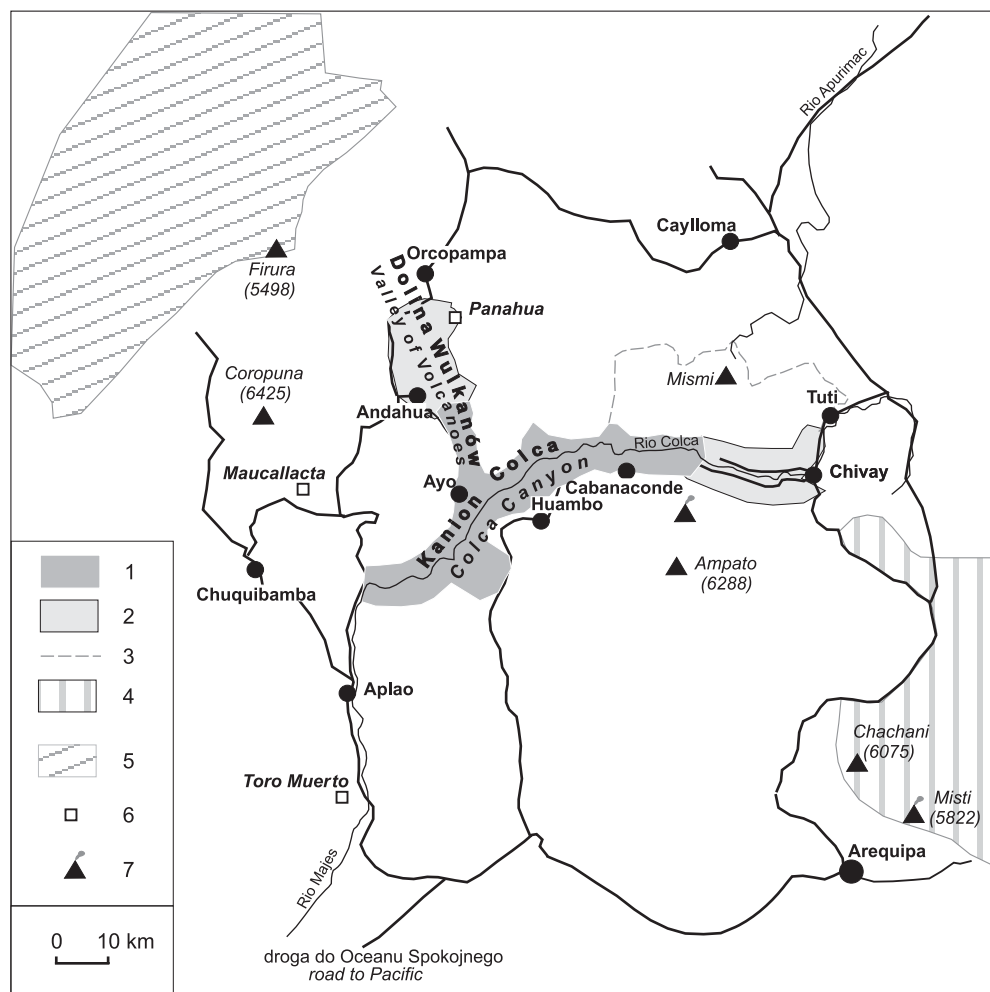 Rio Apurimac
Caylloma
Orcopampa
Firura
(5498)
Dolina Wulkanów
Valley of Volcanoes
Panahua
Mismi
Coropuna
(6425)
Tuti
Andahua
Rio Colca
Maucallacta
Ayo
Kanion Colca
Colca Canyon
Chivay
Cabanaconde
Huambo
Ampato
(6288)
Chuquibamba
1
2
3
4
5
6
7
Aplao
Chachani
(6075)
Toro Muerto
Misti
(5822)
Arequipa
Rio Majes
0 10 km
droga do Oceanu Spokojnego
road to Pacific